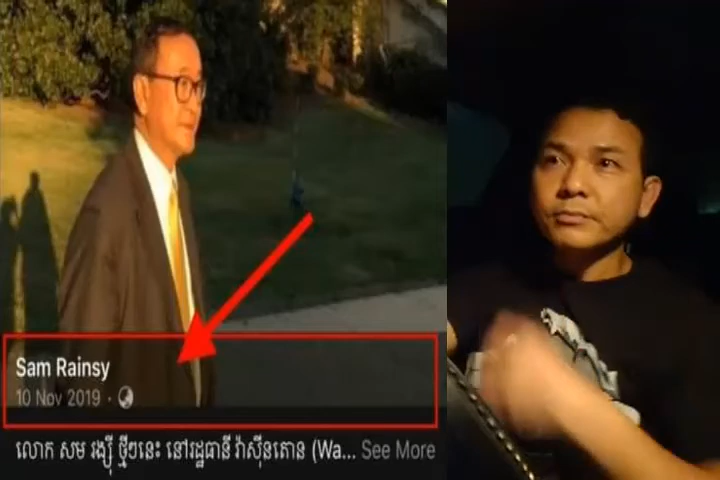 Sam Rainsy
10 Nov 2019 ·
លោក សម រង្ស៊ី ថ្មីៗនេះ នៅរដ្ឋធានី វ៉ាស៊ីនតោន (Wa... See More